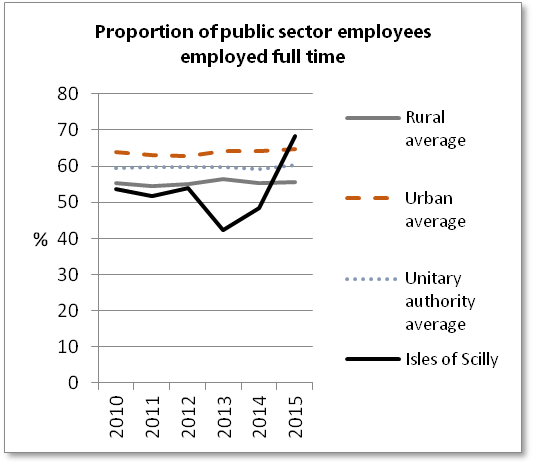 Proportion of public sector employees
employed full time
80
70
60
50
40
30
20
10
0
%
2010
2011
2012
2013
2014
2015
Rural
average
Urban
average
Unitary
authority
average
Isles of Scilly